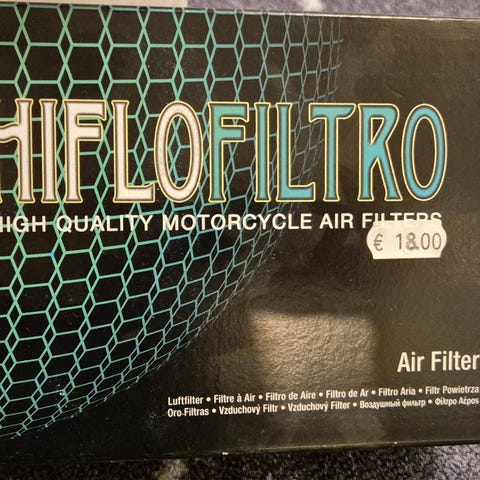 HIFLOFILTRO
HIGH QUALITY MOTORCYCLE AIR FILTERS
€ 18.00
Air Filter
Luftfilter • Filtre à Air • Filtro de Aire • Filtro de Ar • Filtro Aria • Filtr Powietrza
Oro Filtras • Vzduchový Filtr • Vzduchový Filter • Воздушный фильтр • Φίλτρο Αέρος